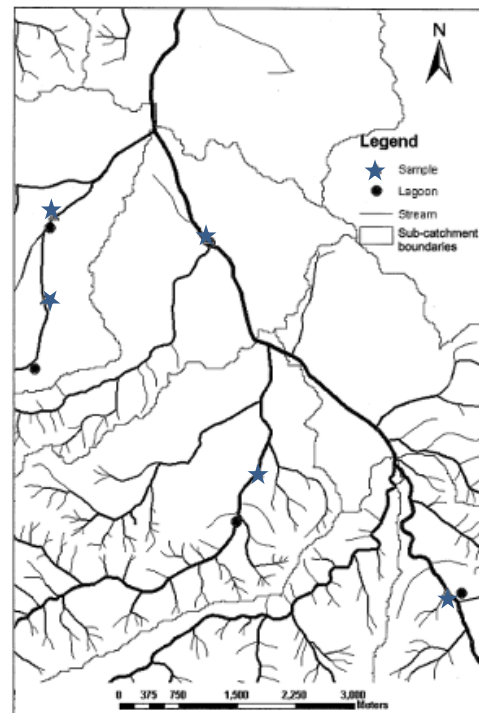 N
Legend
Sample
Lagoon
Stream
Sub-catchment
boundaries
0 375 750 1,500 2,250 3,000
Meters